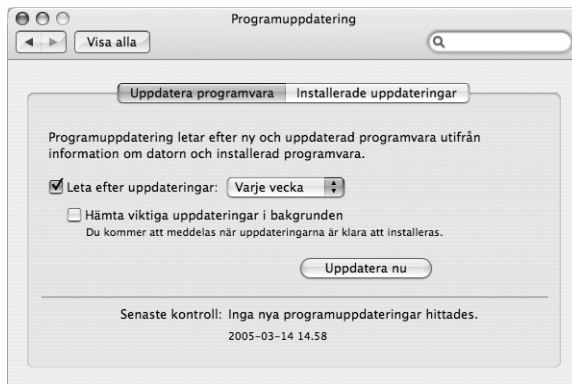 Programuppdatering
Visa alla
Uppdatera programvara Installerade uppdateringar
Programuppdatering letar efter ny och uppdaterad programvara utifrån
information om datorn och installerad programvara.
Leta efter uppdateringar: Varje vecka
Hämta viktiga uppdateringar i bakgrunden
Du kommer att meddelas när uppdateringarna är klara att installeras.
Uppdatera nu
Senaste kontroll: Inga nya programuppdateringar hittades.
2005-03-14 14.58